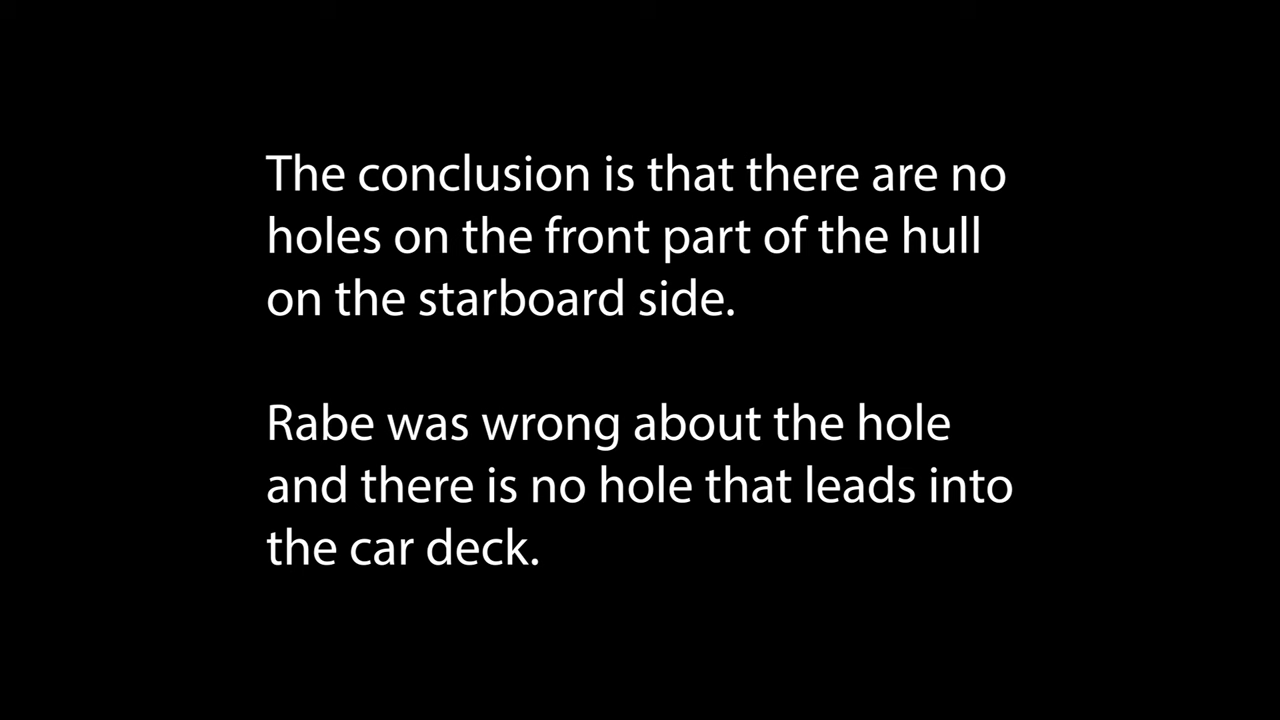 The conclusion is that there are no
holes on the front part of the hull
on the starboard side.
Rabe was wrong about the hole
and there is no hole that leads into
the car deck.